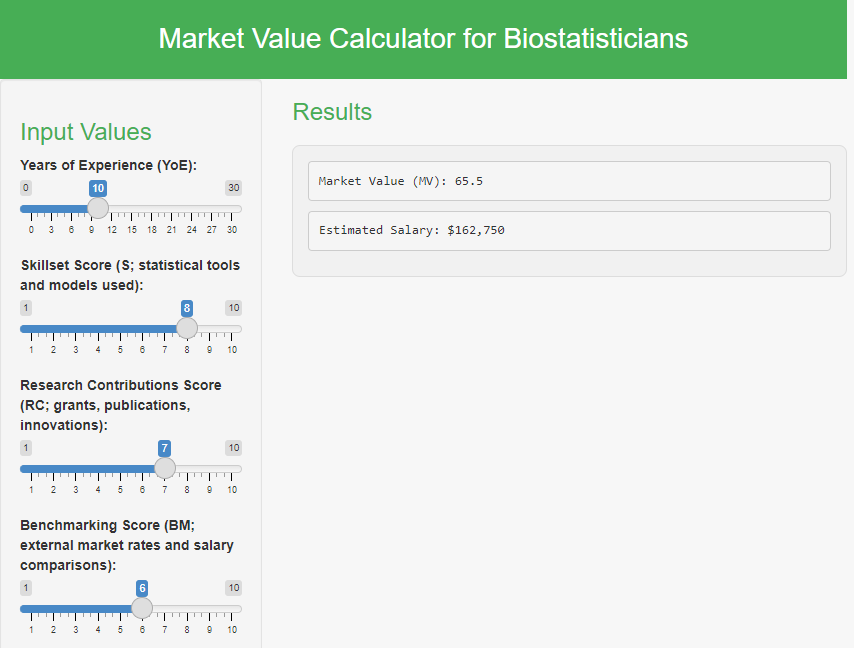 Market Value Calculator for Biostatisticians
Input Values
Years of Experience (YoE):
0 10 30
0 3 6 9 12 15 18 21 24 27 30
Skillset Score (S; statistical tools
and models used):
1 8 10
1 2 3 4 5 6 7 8 9 10
Research Contributions Score
(RC; grants, publications,
innovations):
1 7 10
1 2 3 4 5 6 7 8 9 10
Benchmarking Score (BM;
external market rates and salary
comparisons):
1 6 10
1 2 3 4 5 6 7 8 9 10
Results
Market Value (MV): 65.5
Estimated Salary: $162,750